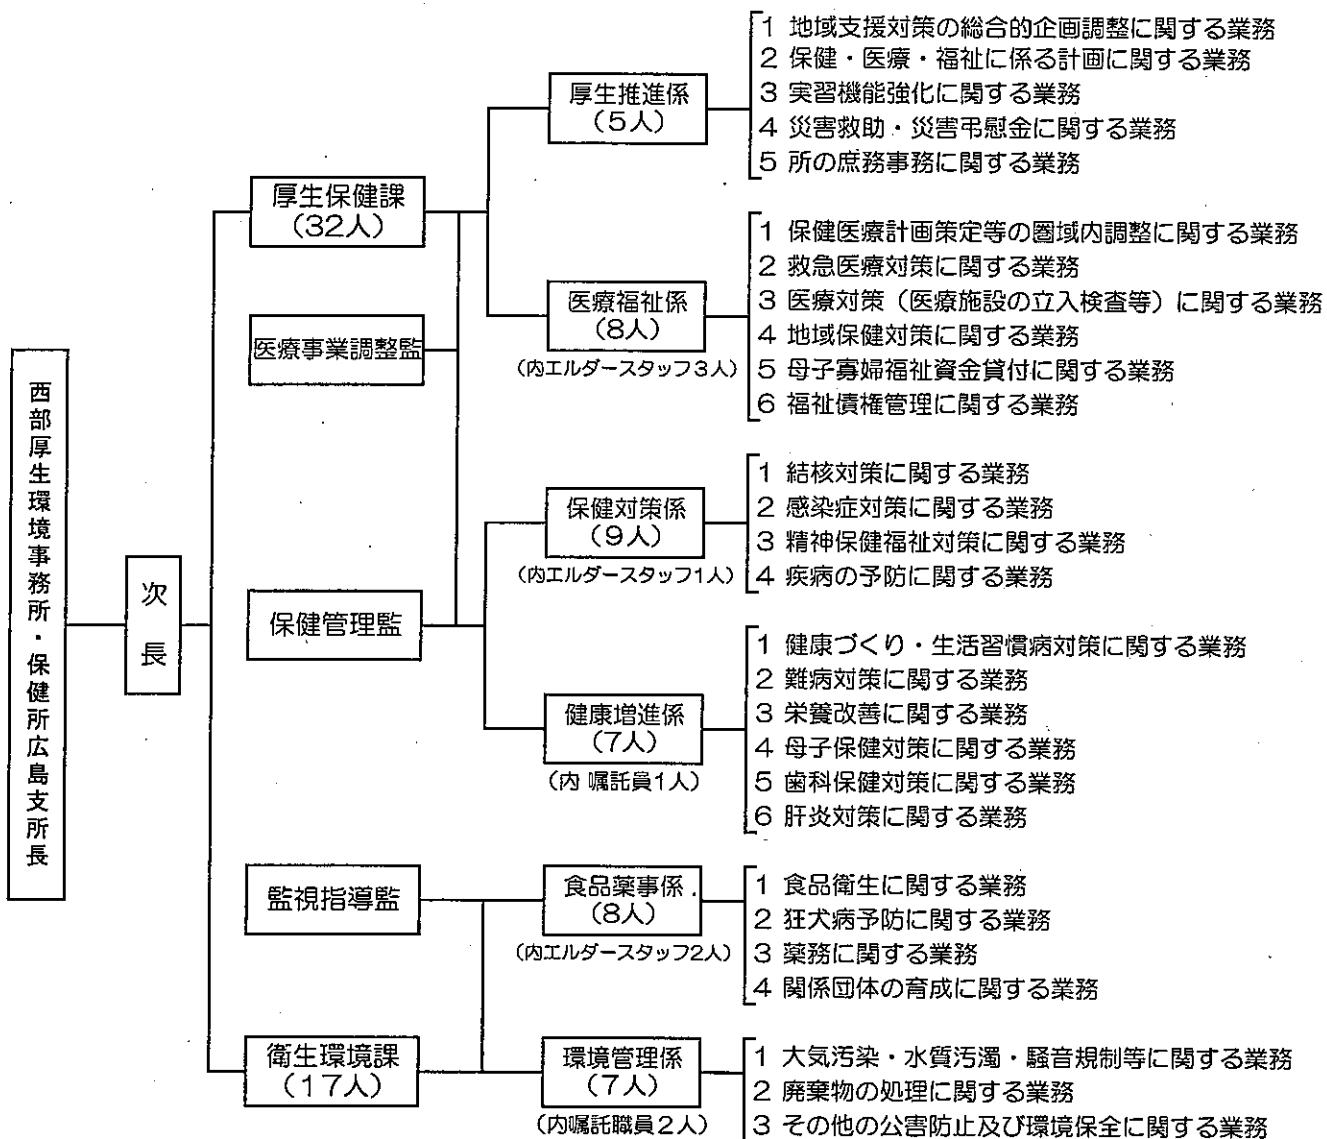 西部厚生環境事務所・保健所広島支所長
次長
厚生保健課
(32人)
医療事業調整監
保健管理監
監視指導監
衛生環境課
(17人)
厚生推進係
(5人)
1 地域支援対策の総合的企画調整に関する業務
2 保健・医療・福祉に係る計画に関する業務
3 実習機能強化に関する業務
4 災害救助・災害弔慰金に関する業務
5 所の庶務事務に関する業務
医療福祉係
(8人)
(内エルダースタッフ3人)
1 保健医療計画策定等の圏域内調整に関する業務
2 救急医療対策に関する業務
3 医療対策（医療施設の立入検査等）に関する業務
4 地域保健対策に関する業務
5 母子寡婦福祉資金貸付に関する業務
6 福祉債権管理に関する業務
保健対策係
(9人)
(内エルダースタッフ1人)
1 結核対策に関する業務
2 感染症対策に関する業務
3 精神保健福祉対策に関する業務
4 疾病の予防に関する業務
健康増進係
(7人)
(内 嘱託員1人)
1 健康づくり・生活習慣病対策に関する業務
2 難病対策に関する業務
3 栄養改善に関する業務
4 母子保健対策に関する業務
5 歯科保健対策に関する業務
6 肝炎対策に関する業務
食品薬事係
(8人)
(内エルダースタッフ2人)
1 食品衛生に関する業務
2 狂犬病予防に関する業務
3 薬務に関する業務
4 関係団体の育成に関する業務
環境管理係
(7人)
(内嘱託職員2人)
1 大気汚染・水質汚濁・騒音規制等に関する業務
2 廃棄物の処理に関する業務
3 その他の公害防止及び環境保全に関する業務